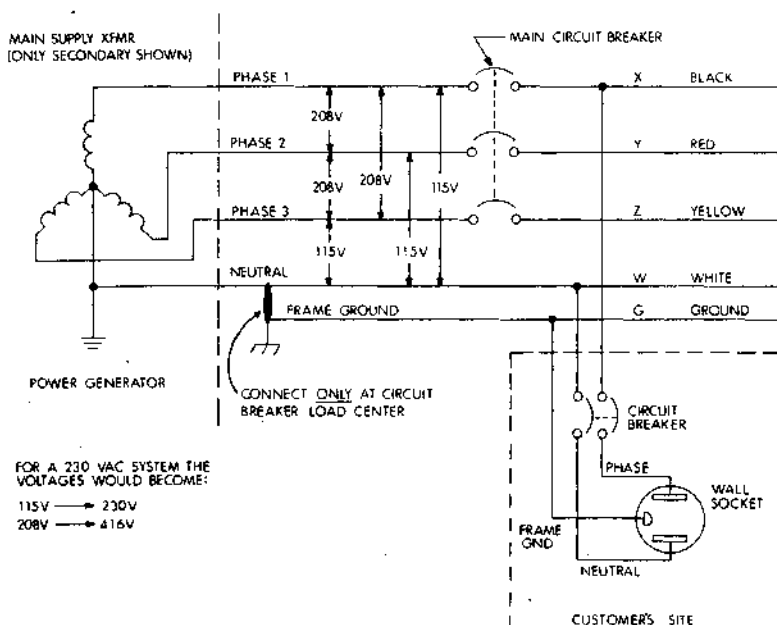 MAIN SUPPLY XFMR
(ONLY SECONDARY SHOWN)
MAIN CIRCUIT BREAKER
PHASE 1
X
BLACK
208V
PHASE 2
Y
RED
208V
208V
115V
PHASE 3
Z
YELLOW
115V
115V
NEUTRAL
W
WHITE
FRAME GROUND
G
GROUND
POWER GENERATOR
CONNECT ONLY AT CIRCUIT
BREAKER LOAD CENTER
CIRCUIT
BREAKER
FOR A 230 VAC SYSTEM THE
VOLTAGES WOULD BECOME:
115V → 230V
208V → 416V
PHASE
WALL
SOCKET
FRAME
GND
NEUTRAL
CUSTOMER'S SITE